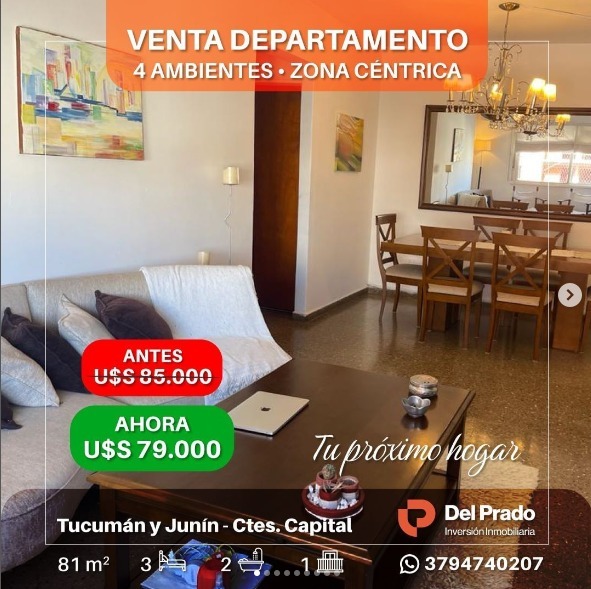 VENTA DEPARTAMENTO
4 AMBIENTES • ZONA CÉNTRICA
ANTES
U$S 85.000
AHORA
U$S 79.000
Tu próximo hogar
Tucumán y Junín - Ctes. Capital
Del Prado
Inversión Inmobiliaria
81 m² 3 2 1 3794740207